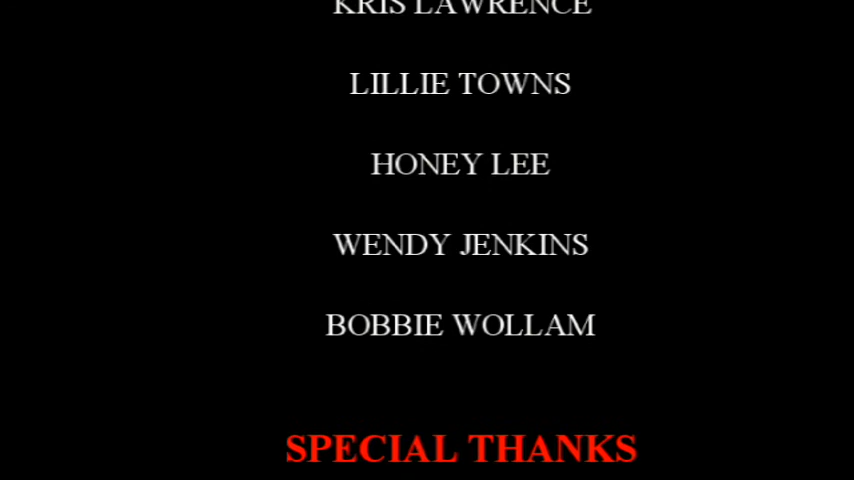 KRIS LAWRENCE
LILLIE TOWNS
HONEY LEE
WENDY JENKINS
BOBBIE WOLLAM
SPECIAL THANKS